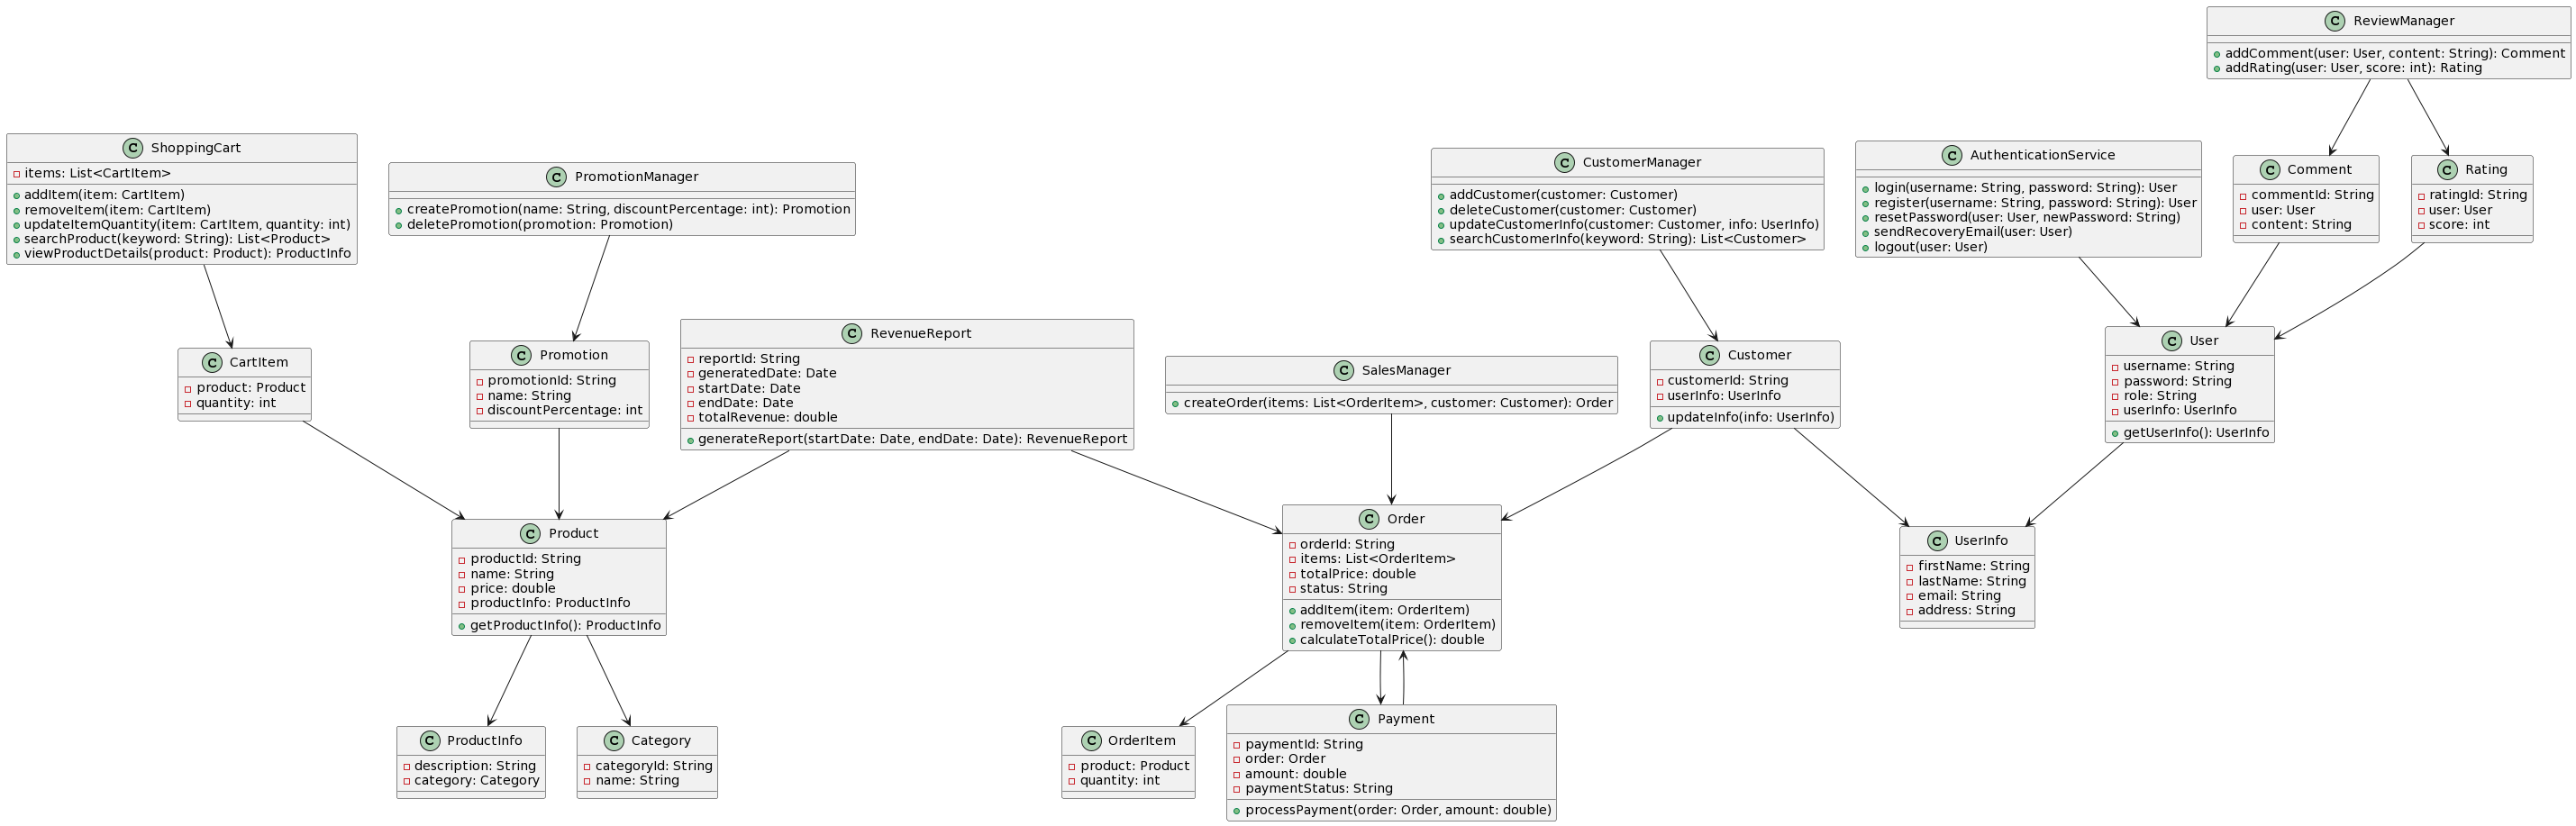 ReviewManager
addComment(user: User, content: String): Comment
addRating(user: User, score: int): Rating
ShoppingCart
items: List<CartItem>
addItem(item: CartItem)
removeItem(item: CartItem)
updateItemQuantity(item: CartItem, quantity: int)
searchProduct(keyword: String): List<Product>
viewProductDetails(product: Product): ProductInfo
PromotionManager
createPromotion(name: String, discountPercentage: int): Promotion
deletePromotion(promotion: Promotion)
CustomerManager
addCustomer(customer: Customer)
deleteCustomer(customer: Customer)
updateCustomerInfo(customer: Customer, info: UserInfo)
searchCustomerInfo(keyword: String): List<Customer>
AuthenticationService
login(username: String, password: String): User
register(username: String, password: String): User
resetPassword(user: User, newPassword: String)
sendRecoveryEmail(user: User)
logout(user: User)
Comment
commentId: String
user: User
content: String
Rating
ratingId: String
user: User
score: int
CartItem
product: Product
quantity: int
Promotion
promotionId: String
name: String
discountPercentage: int
RevenueReport
reportId: String
generatedDate: Date
startDate: Date
endDate: Date
totalRevenue: double
generateReport(startDate: Date, endDate: Date): RevenueReport
SalesManager
createOrder(items: List<OrderItem>, customer: Customer): Order
Customer
customerId: String
userInfo: UserInfo
updateInfo(info: UserInfo)
User
username: String
password: String
role: String
userInfo: UserInfo
getUserInfo(): UserInfo
Product
productId: String
name: String
price: double
productInfo: ProductInfo
getProductInfo(): ProductInfo
Order
orderId: String
items: List<OrderItem>
totalPrice: double
status: String
addItem(item: OrderItem)
removeItem(item: OrderItem)
calculateTotalPrice(): double
UserInfo
firstName: String
lastName: String
email: String
address: String
ProductInfo
description: String
category: Category
Category
categoryId: String
name: String
OrderItem
product: Product
quantity: int
Payment
paymentId: String
order: Order
amount: double
paymentStatus: String
processPayment(order: Order, amount: double)